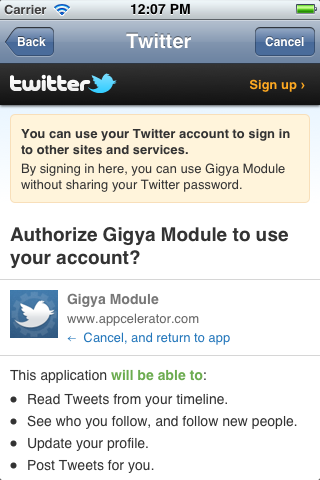 Carrier 12:07 PM
Back Twitter Cancel
twitter Sign up ›
You can use your Twitter account to sign in
to other sites and services.
By signing in here, you can use Gigya Module
without sharing your Twitter password.
Authorize Gigya Module to use
your account?
Gigya Module
www.appcelerator.com
← Cancel, and return to app
This application will be able to:
• Read Tweets from your timeline.
• See who you follow, and follow new people.
• Update your profile.
• Post Tweets for you.